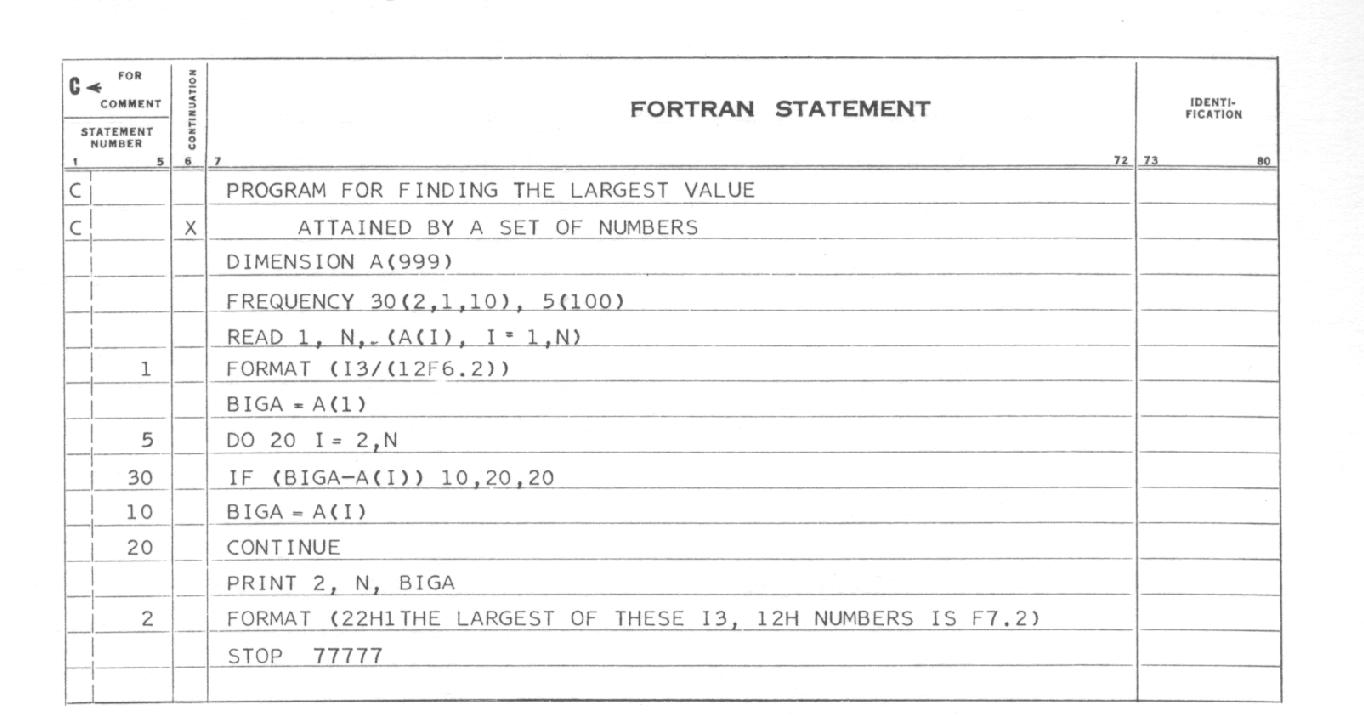 C ← FOR COMMENT
STATEMENT NUMBER
1 5
CONTINUATION
6
FORTRAN STATEMENT
7 72
IDENTI-
FICATION
73 80
C PROGRAM FOR FINDING THE LARGEST VALUE
C X ATTAINED BY A SET OF NUMBERS
DIMENSION A(999)
FREQUENCY 30(2,1,10), 5(100)
READ 1, N, (A(I), I = 1,N)
1 FORMAT (I3/(12F6.2))
BIGA = A(1)
5 DO 20 I = 2,N
30 IF (BIGA-A(I)) 10,20,20
10 BIGA = A(I)
20 CONTINUE
PRINT 2, N, BIGA
2 FORMAT (22H1THE LARGEST OF THESE I3, 12H NUMBERS IS F7.2)
STOP 77777